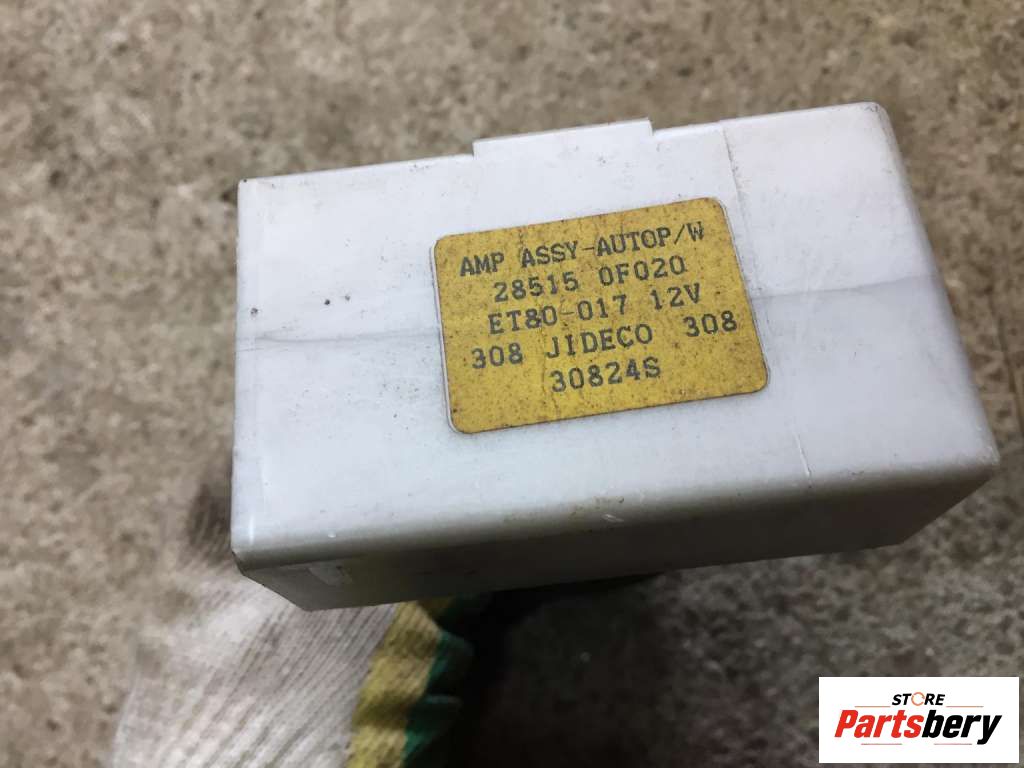 AMP ASSY-AUTOP/W
28515 0F020
ET80-017 12V
308 JIDECO 308
30824S
STORE
Partsbery